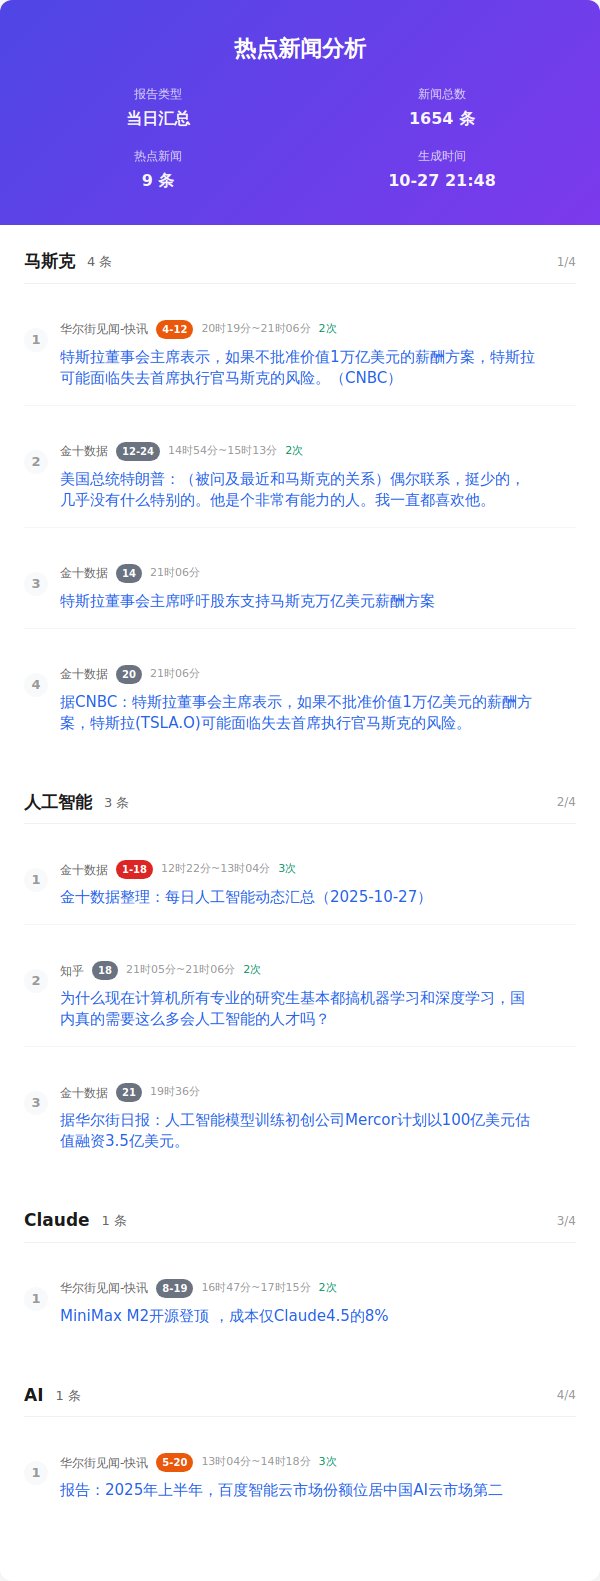 热点新闻分析
报告类型
新闻总数
当日汇总
1654 条
热点新闻
生成时间
9 条
10-27 21:48
马斯克 4 条 1/4
1
华尔街见闻-快讯 4-12 20时19分~21时06分 2次
特斯拉董事会主席表示，如果不批准价值1万亿美元的薪酬方案，特斯拉
可能面临失去首席执行官马斯克的风险。（CNBC）
2
金十数据 12-24 14时54分~15时13分 2次
美国总统特朗普：（被问及最近和马斯克的关系）偶尔联系，挺少的，
几乎没有什么特别的。他是个非常有能力的人。我一直都喜欢他。
3
金十数据 14 21时06分
特斯拉董事会主席呼吁股东支持马斯克万亿美元薪酬方案
4
金十数据 20 21时06分
据CNBC：特斯拉董事会主席表示，如果不批准价值1万亿美元的薪酬方
案，特斯拉(TSLA.O)可能面临失去首席执行官马斯克的风险。
人工智能 3 条 2/4
1
金十数据 1-18 12时22分~13时04分 3次
金十数据整理：每日人工智能动态汇总（2025-10-27）
2
知乎 18 21时05分~21时06分 2次
为什么现在计算机所有专业的研究生基本都搞机器学习和深度学习，国
内真的需要这么多会人工智能的人才吗？
3
金十数据 21 19时36分
据华尔街日报：人工智能模型训练初创公司Mercor计划以100亿美元估
值融资3.5亿美元。
Claude 1 条 3/4
1
华尔街见闻-快讯 8-19 16时47分~17时15分 2次
MiniMax M2开源登顶 ，成本仅Claude4.5的8%
AI 1 条 4/4
1
华尔街见闻-快讯 5-20 13时04分~14时18分 3次
报告：2025年上半年，百度智能云市场份额位居中国AI云市场第二